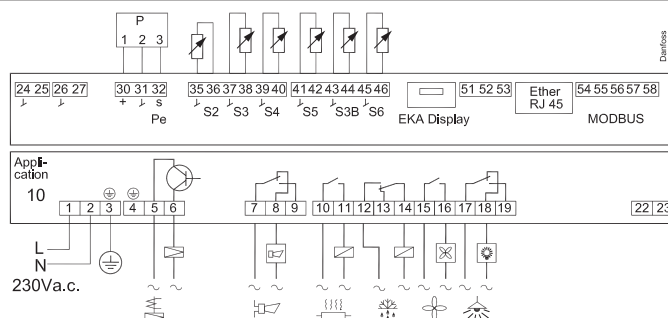 P
1 2 3
Danfoss
24 25 26 27 30 31 32 35 36 37 38 39 40 41 42 43 44 45 46 51 52 53 54 55 56 57 58
+ s S2 S3 S4 S5 S3B S6
Pe
EKA Display
Ether
RJ 45
MODBUS
Appli-
cation
10
1 2 3 4 5 6 7 8 9 10 11 12 13 14 15 16 17 18 19 22 23
L
N
230Va.c.